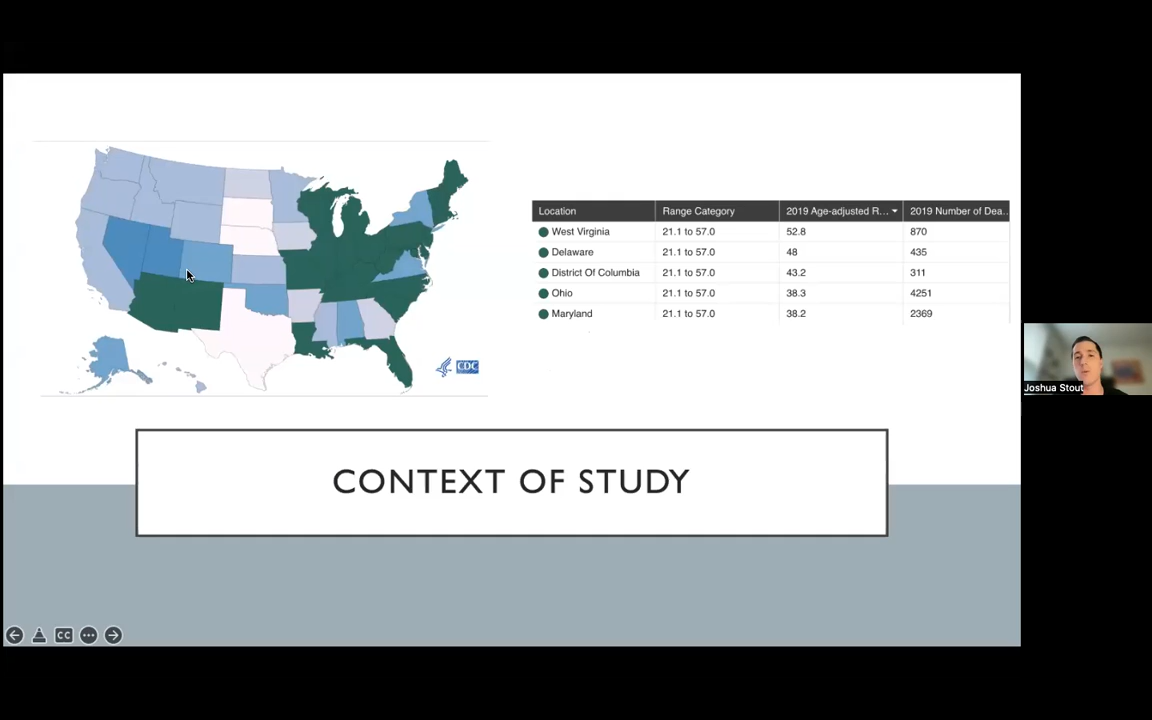 CDC
Location Range Category 2019 Age-adjusted R... 2019 Number of Dea..
West Virginia 21.1 to 57.0 52.8 870
Delaware 21.1 to 57.0 48 435
District Of Columbia 21.1 to 57.0 43.2 311
Ohio 21.1 to 57.0 38.3 4251
Maryland 21.1 to 57.0 38.2 2369
Joshua Stout
CONTEXT OF STUDY
CC